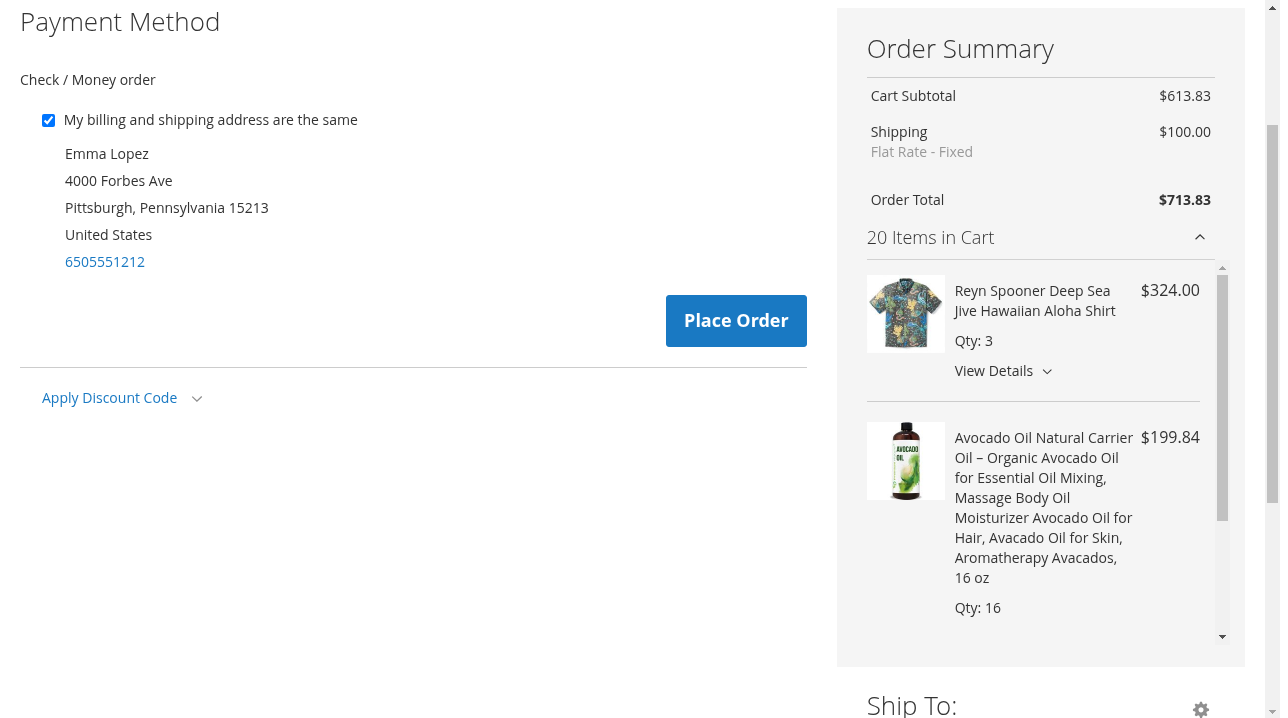 Payment Method
Check / Money order
My billing and shipping address are the same
Emma Lopez
4000 Forbes Ave
Pittsburgh, Pennsylvania 15213
United States
6505551212
Place Order
Apply Discount Code
Order Summary
Cart Subtotal $613.83
Shipping $100.00
Flat Rate - Fixed
Order Total $713.83
20 Items in Cart
Reyn Spooner Deep Sea $324.00
Jive Hawaiian Aloha Shirt
Qty: 3
View Details
AVOCADO
OIL
Avocado Oil Natural Carrier $199.84
Oil – Organic Avocado Oil
for Essential Oil Mixing,
Massage Body Oil
Moisturizer Avocado Oil for
Hair, Avacado Oil for Skin,
Aromatherapy Avacados,
16 oz
Qty: 16
Ship To: